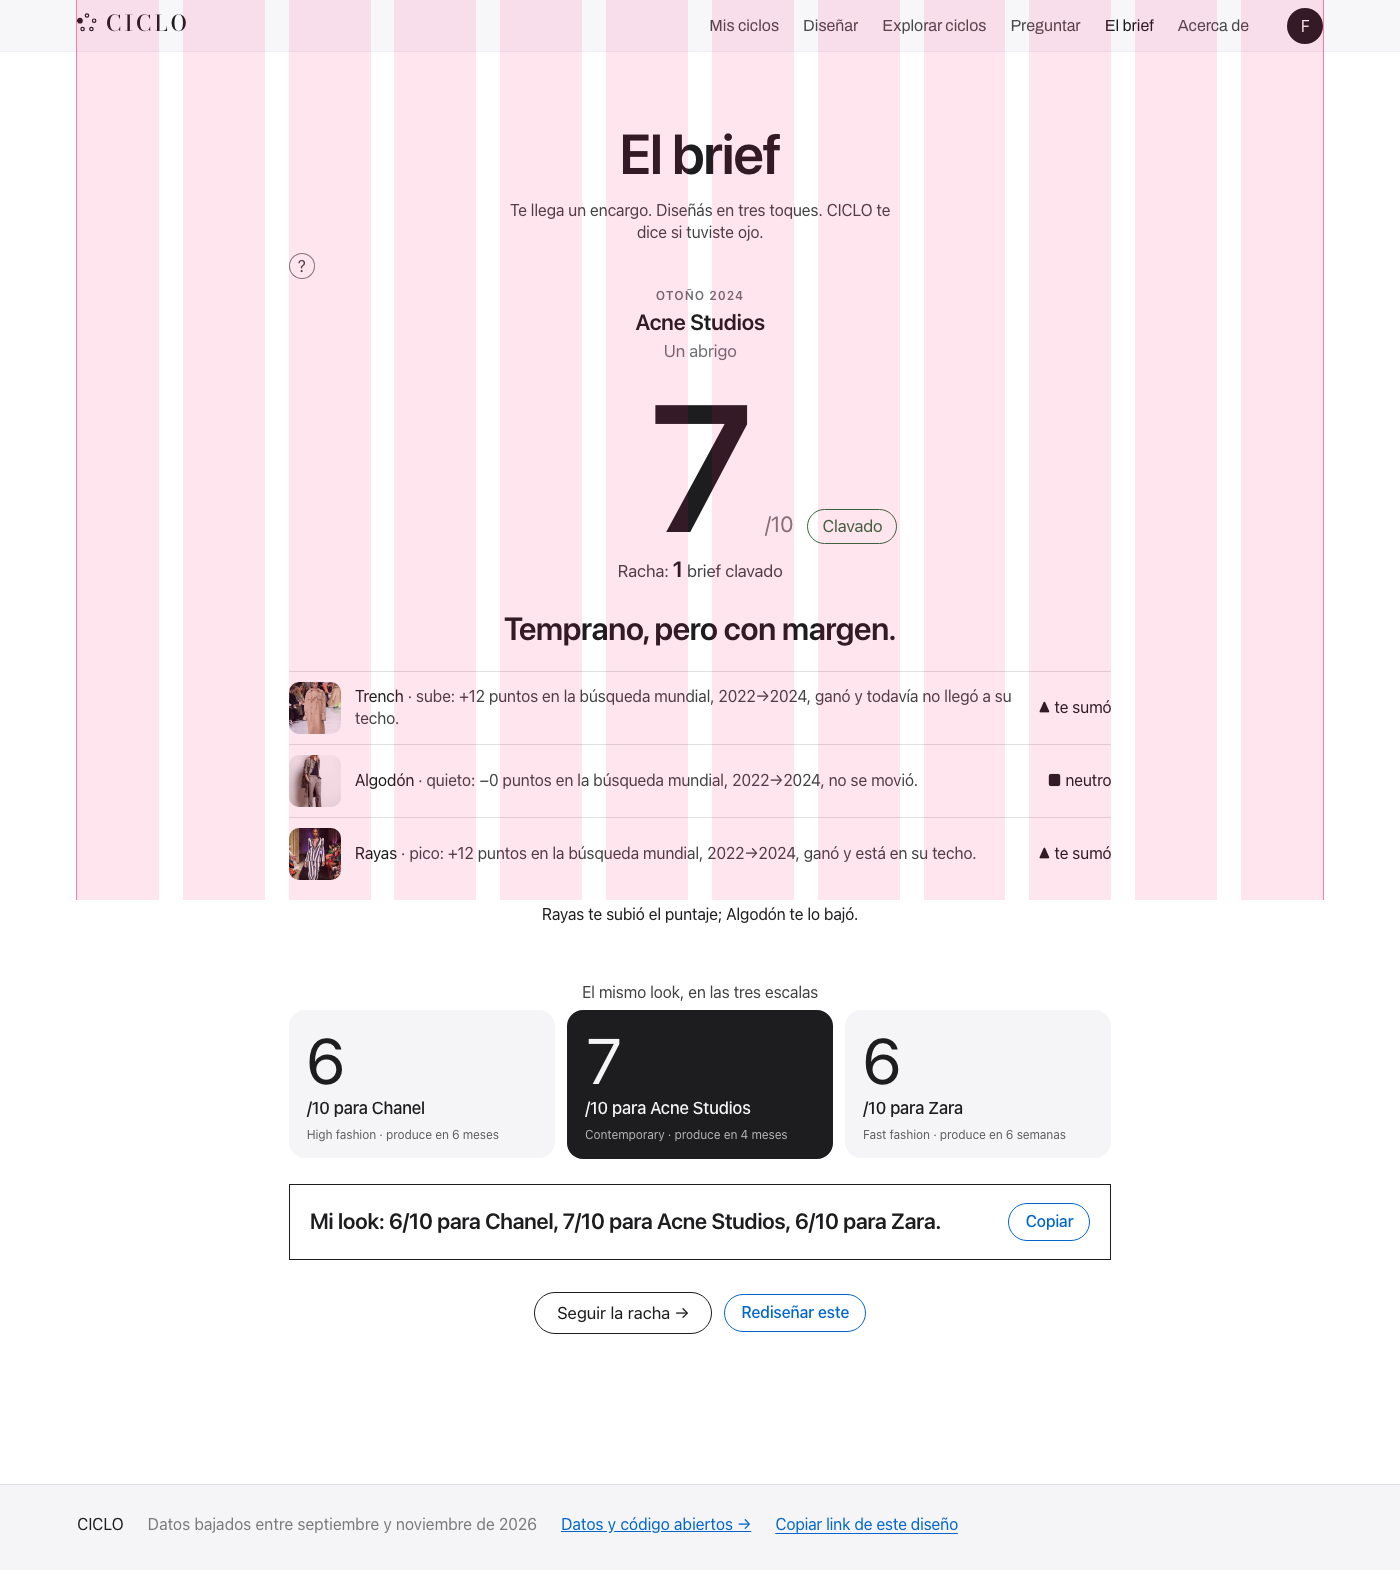 CICLO
Mis ciclos Diseñar Explorar ciclos Preguntar El brief Acerca de F
El brief
Te llega un encargo. Diseñás en tres toques. CICLO te
dice si tuviste ojo.
?
OTOÑO 2024
Acne Studios
Un abrigo
7 /10 Clavado
Racha: 1 brief clavado
Temprano, pero con margen.
Trench · sube: +12 puntos en la búsqueda mundial, 2022→2024, ganó y todavía no llegó a su
techo.
▲ te sumó
Algodón · quieto: −0 puntos en la búsqueda mundial, 2022→2024, no se movió.
■ neutro
Rayas · pico: +12 puntos en la búsqueda mundial, 2022→2024, ganó y está en su techo.
▲ te sumó
Rayas te subió el puntaje; Algodón te lo bajó.
El mismo look, en las tres escalas
6
/10 para Chanel
High fashion · produce en 6 meses
7
/10 para Acne Studios
Contemporary · produce en 4 meses
6
/10 para Zara
Fast fashion · produce en 6 semanas
Mi look: 6/10 para Chanel, 7/10 para Acne Studios, 6/10 para Zara.
Copiar
Seguir la racha → Rediseñar este
CICLO Datos bajados entre septiembre y noviembre de 2026 Datos y código abiertos → Copiar link de este diseño